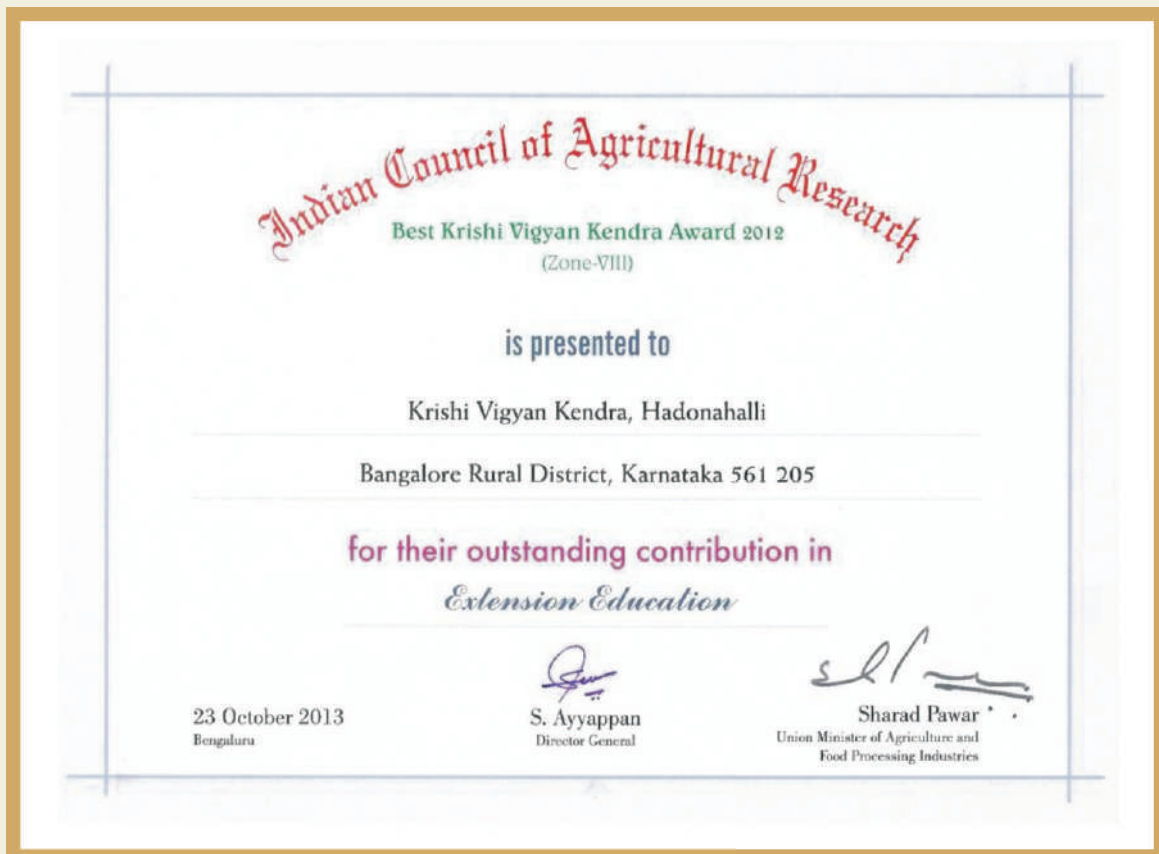 Indian Council of Agricultural Research
Best Krishi Vigyan Kendra Award 2012
(Zone-VIII)
is presented to
Krishi Vigyan Kendra, Hadonahalli
Bangalore Rural District, Karnataka 561 205
for their outstanding contribution in
Extension Education
23 October 2013
Bengaluru
S. Ayyappan
Director General
Sharad Pawar
Union Minister of Agriculture and
Food Processing Industries